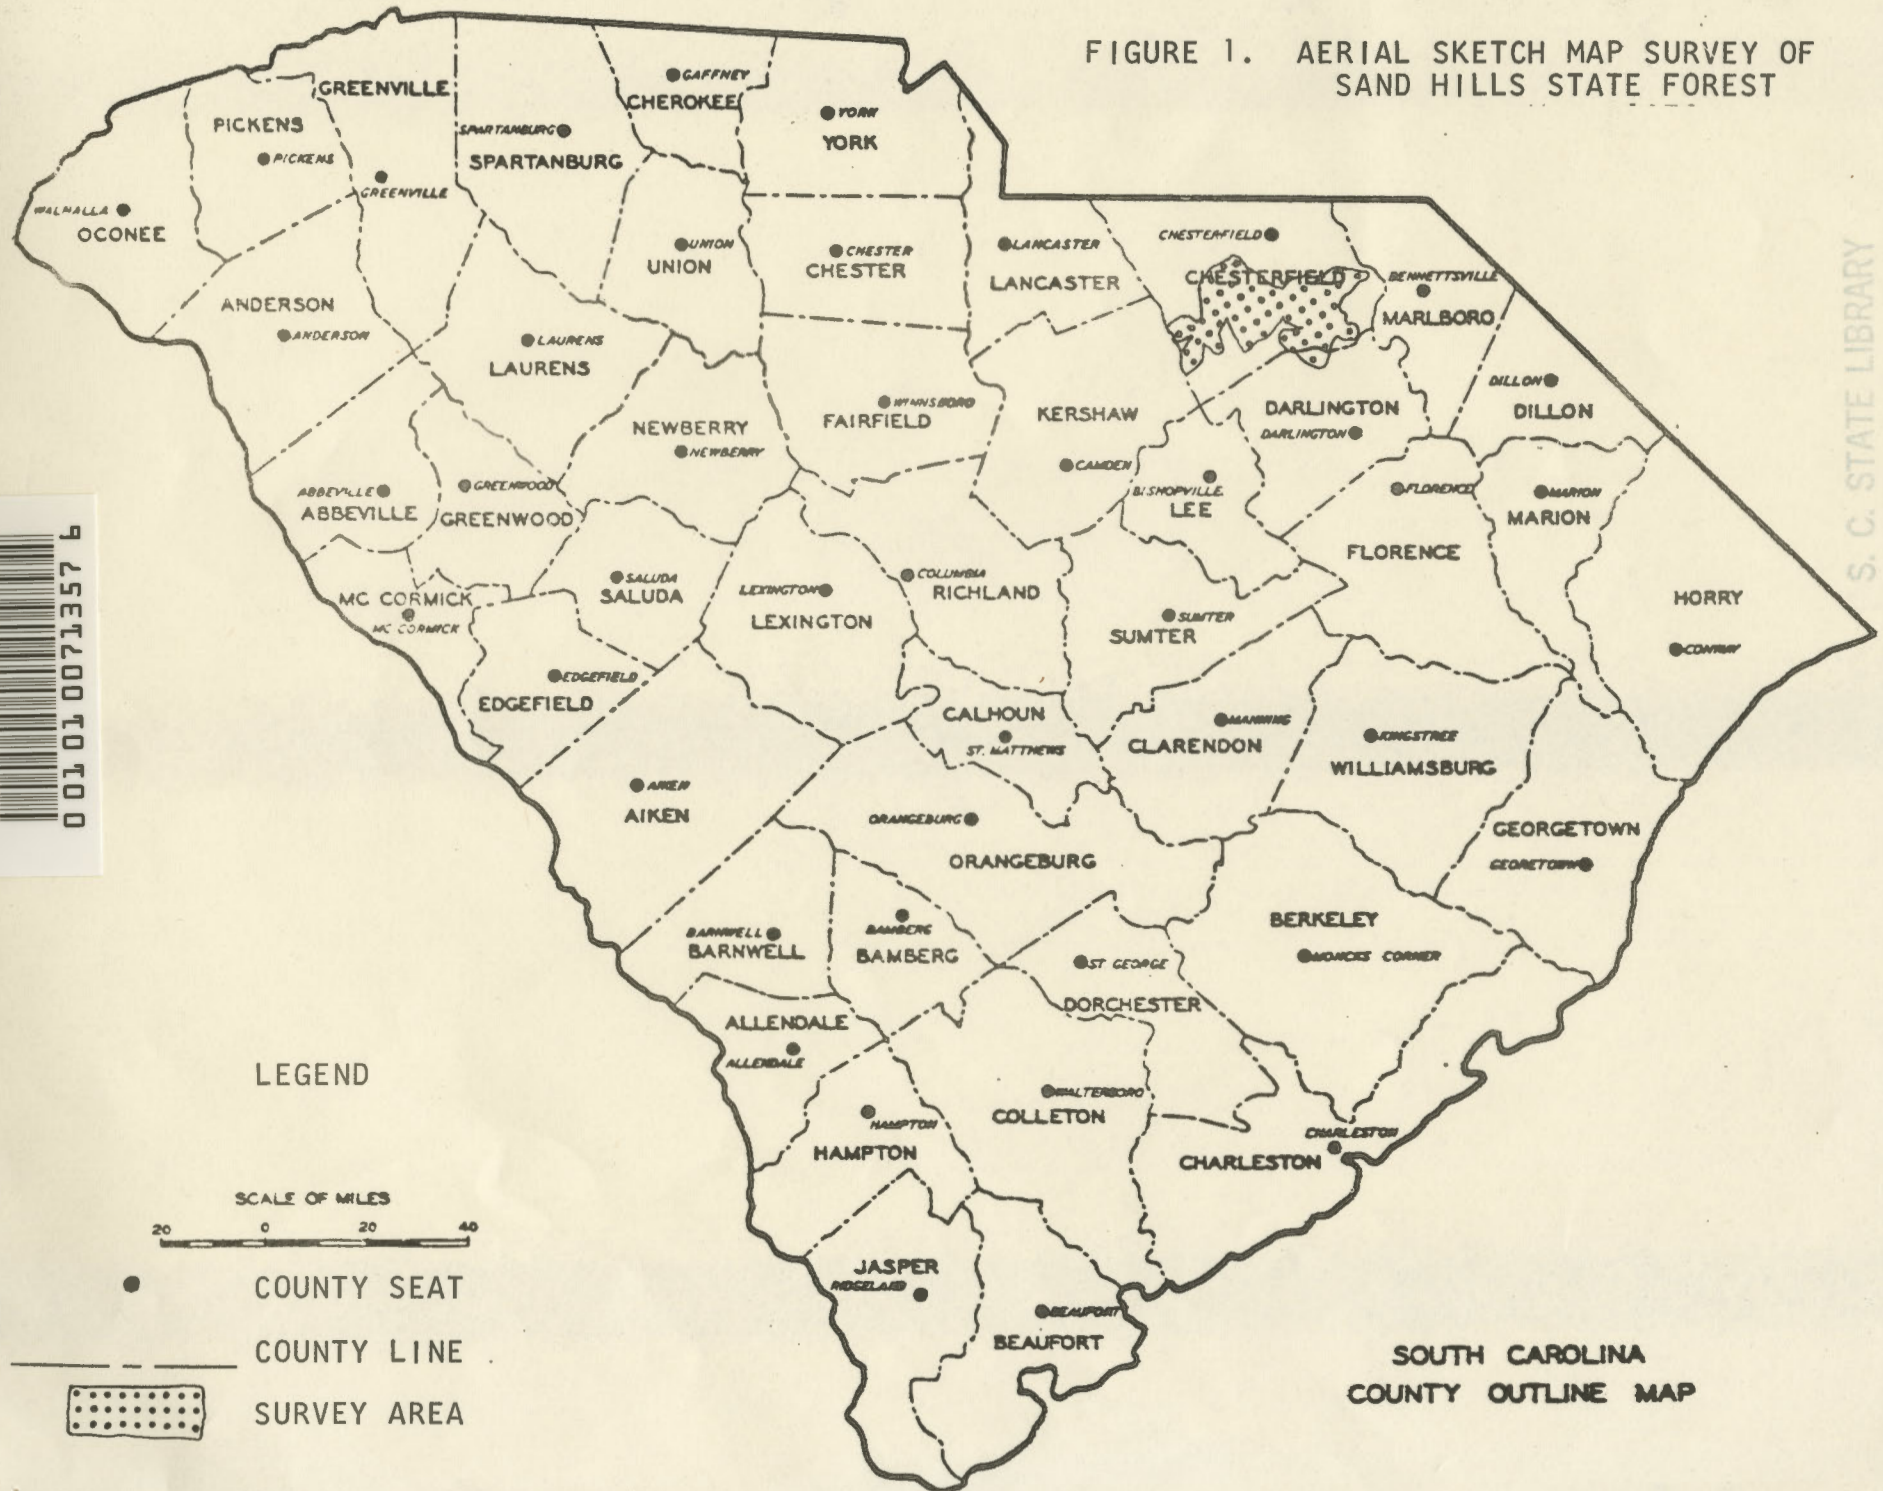 FIGURE 1. AERIAL SKETCH MAP SURVEY OF
SAND HILLS STATE FOREST
GAFFNEY
CHEROKEE
GREENVILLE
YORK
YORK
PICKENS
PICKENS
SPARTANBURG
SPARTANBURG
GREENVILLE
WALHALLA
OCONEE
UNION
UNION
CHESTER
CHESTER
LANCASTER
LANCASTER
CHESTERFIELD
CHESTERFIELD
BENNETTSVILLE
MARLBORO
ANDERSON
ANDERSON
LAURENS
LAURENS
DILLON
DILLON
NEWBERRY
NEWBERRY
WINNSBORO
FAIRFIELD
KERSHAW
CAMDEN
DARLINGTON
DARLINGTON
ABBEVILLE
ABBEVILLE
GREENWOOD
GREENWOOD
BISHOPVILLE
LEE
FLORENCE
FLORENCE
MARION
MARION
MC CORMICK
MC CORMICK
SALUDA
SALUDA
LEXINGTON
LEXINGTON
COLUMBIA
RICHLAND
SUMTER
SUMTER
HORRY
CONWAY
EDGEFIELD
EDGEFIELD
CALHOUN
ST. MATTHEWS
MANNING
CLARENDON
KINGSTREE
WILLIAMSBURG
AIKEN
AIKEN
ORANGEBURG
ORANGEBURG
GEORGETOWN
GEORETOWN
BARNWELL
BARNWELL
BAMBERG
BAMBERG
BERKELEY
MONCKS CORNER
ST GEORGE
DORCHESTER
ALLENDALE
ALLENDALE
WALTERBORO
COLLETON
HAMPTON
HAMPTON
CHARLESTON
CHARLESTON
JASPER
RIDGELAND
BEAUFORT
BEAUFORT
LEGEND
SCALE OF MILES
20 0 20 40
COUNTY SEAT
COUNTY LINE
SURVEY AREA
SOUTH CAROLINA
COUNTY OUTLINE MAP
S. C. STATE LIBRARY
0 01 01 0071357 6